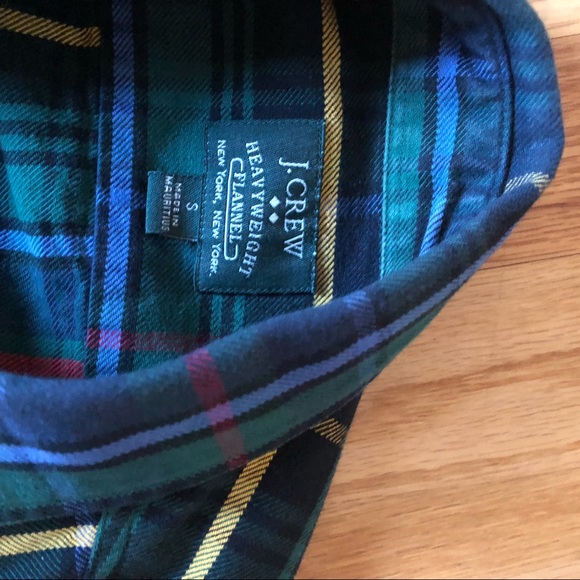 J.CREW
HEAVYWEIGHT
FLANNEL
NEW YORK, NEW YORK.
S
MADE IN
MAURITIUS